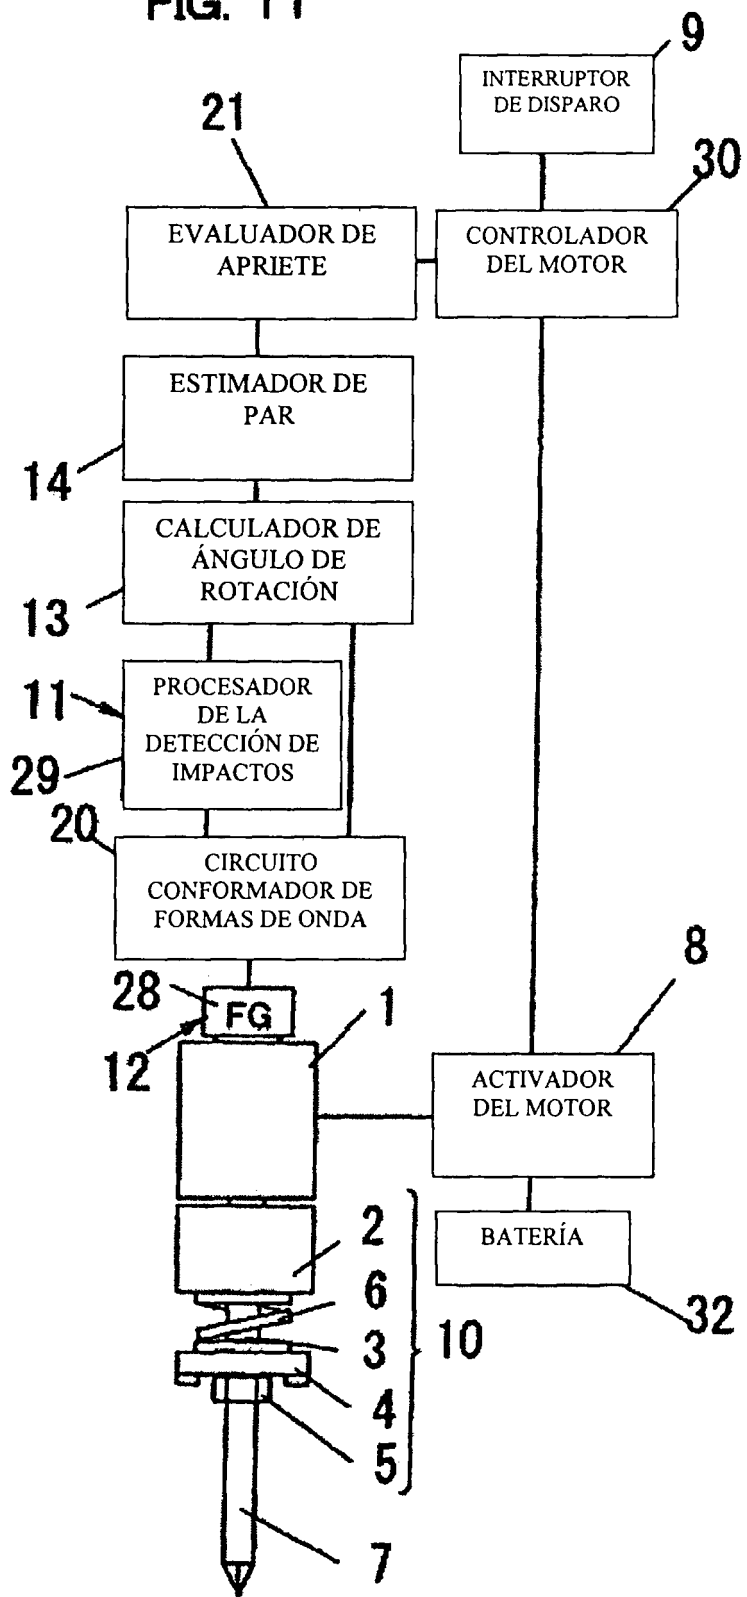 FIG. 11
9
INTERRUPTOR
DE DISPARO
21
30
EVALUADOR DE
APRIETE
CONTROLADOR
DEL MOTOR
ESTIMADOR DE
PAR
14
CALCULADOR DE
ÁNGULO DE
ROTACIÓN
13
PROCESADOR
DE LA
DETECCIÓN DE
IMPACTOS
11
29
20
CIRCUITO
CONFORMADOR DE
FORMAS DE ONDA
28
FG
12
1
8
ACTIVADOR
DEL MOTOR
2
BATERÍA
6
32
3
10
4
5
7